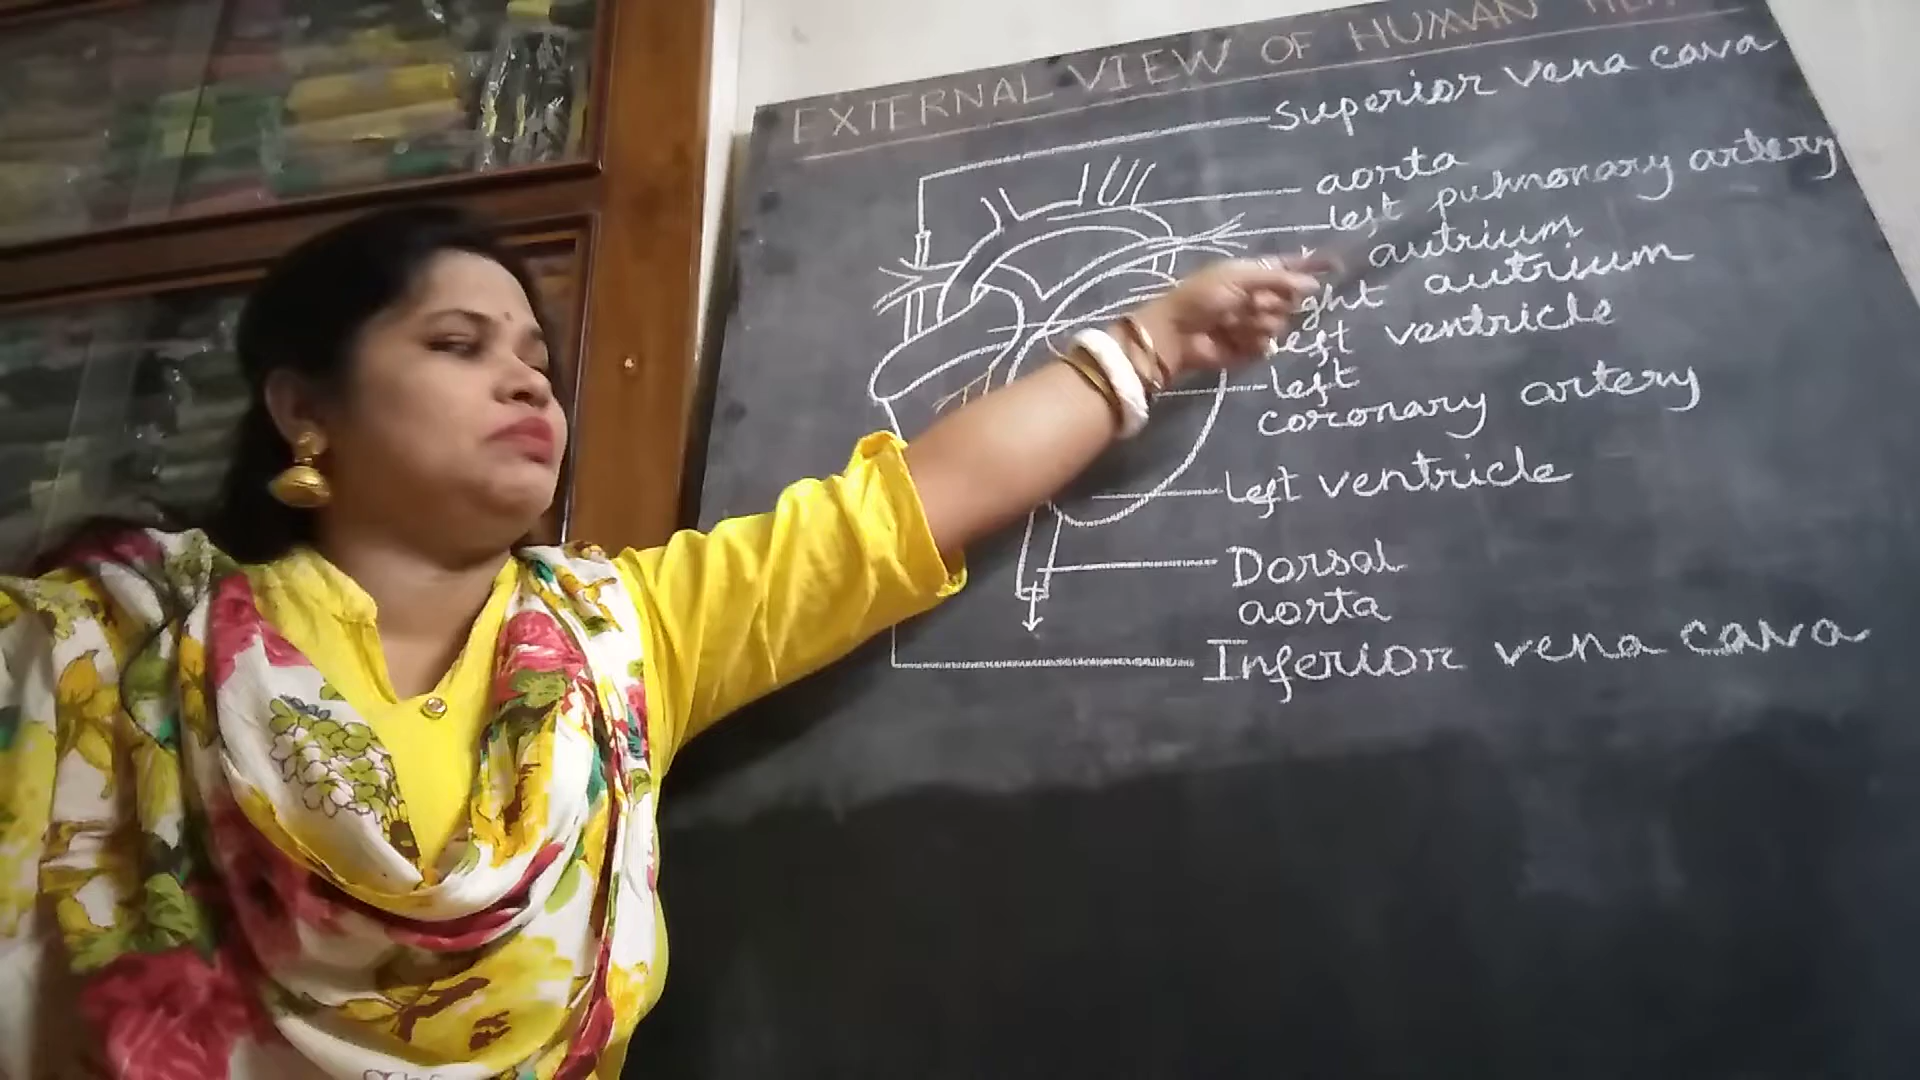 EXTERNAL VIEW OF HUMAN
Superior vena cava
aorta
left pulmonary artery
autrium
autrium
left ventricle
left
coronary artery
left ventricle
Dorsal
aorta
Inferior vena cava